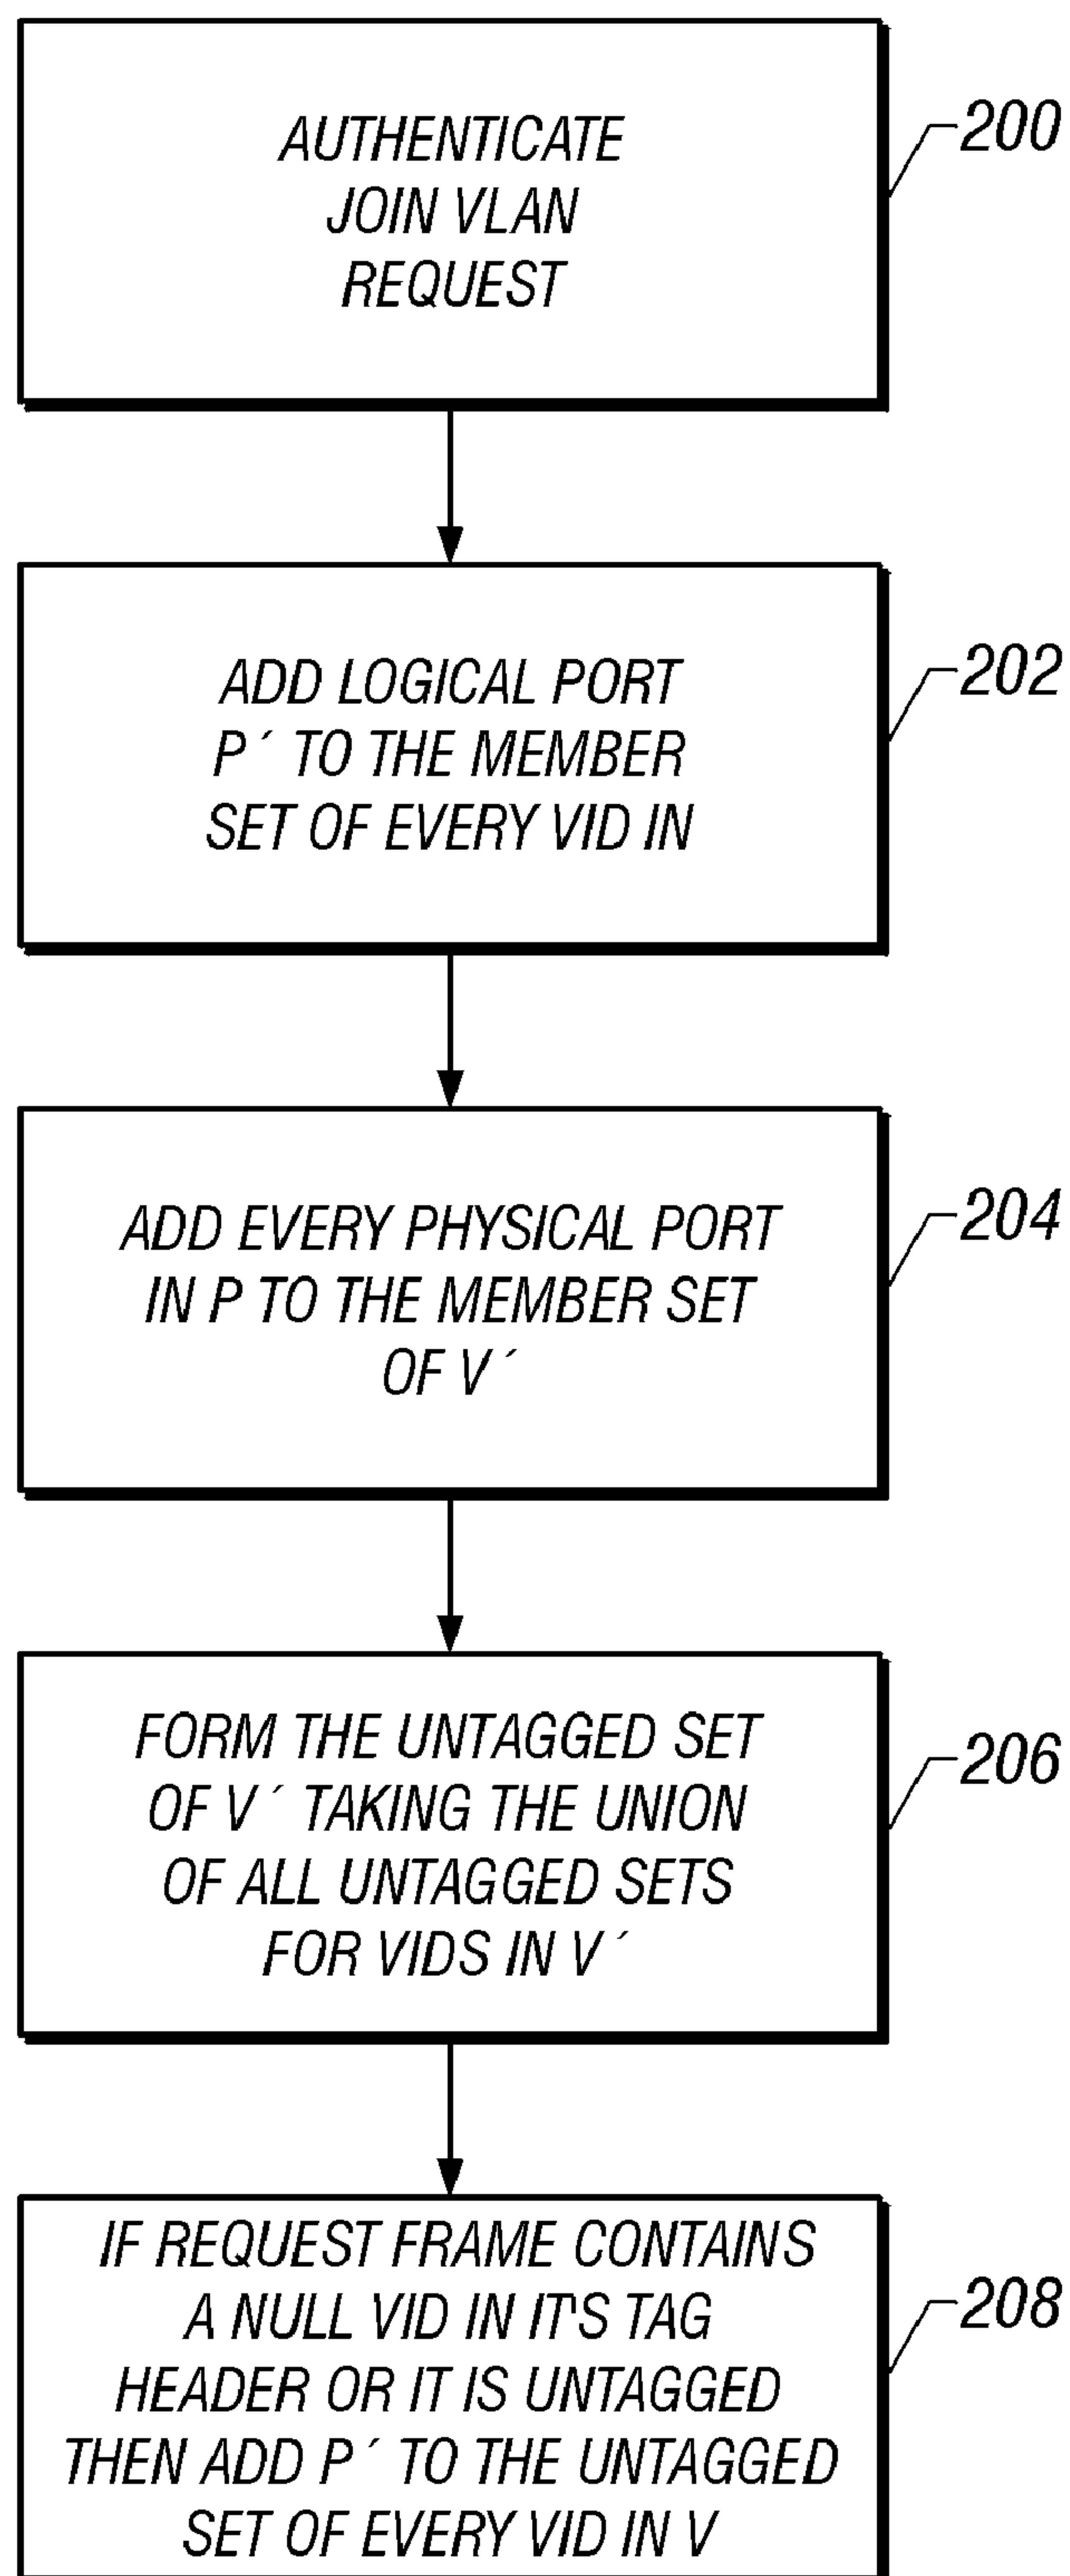 AUTHENTICATE
JOIN VLAN
REQUEST
200
ADD LOGICAL PORT
P´ TO THE MEMBER
SET OF EVERY VID IN
202
ADD EVERY PHYSICAL PORT
IN P TO THE MEMBER SET
OF V´
204
FORM THE UNTAGGED SET
OF V´ TAKING THE UNION
OF ALL UNTAGGED SETS
FOR VIDS IN V´
206
IF REQUEST FRAME CONTAINS
A NULL VID IN IT'S TAG
HEADER OR IT IS UNTAGGED
THEN ADD P´ TO THE UNTAGGED
SET OF EVERY VID IN V
208